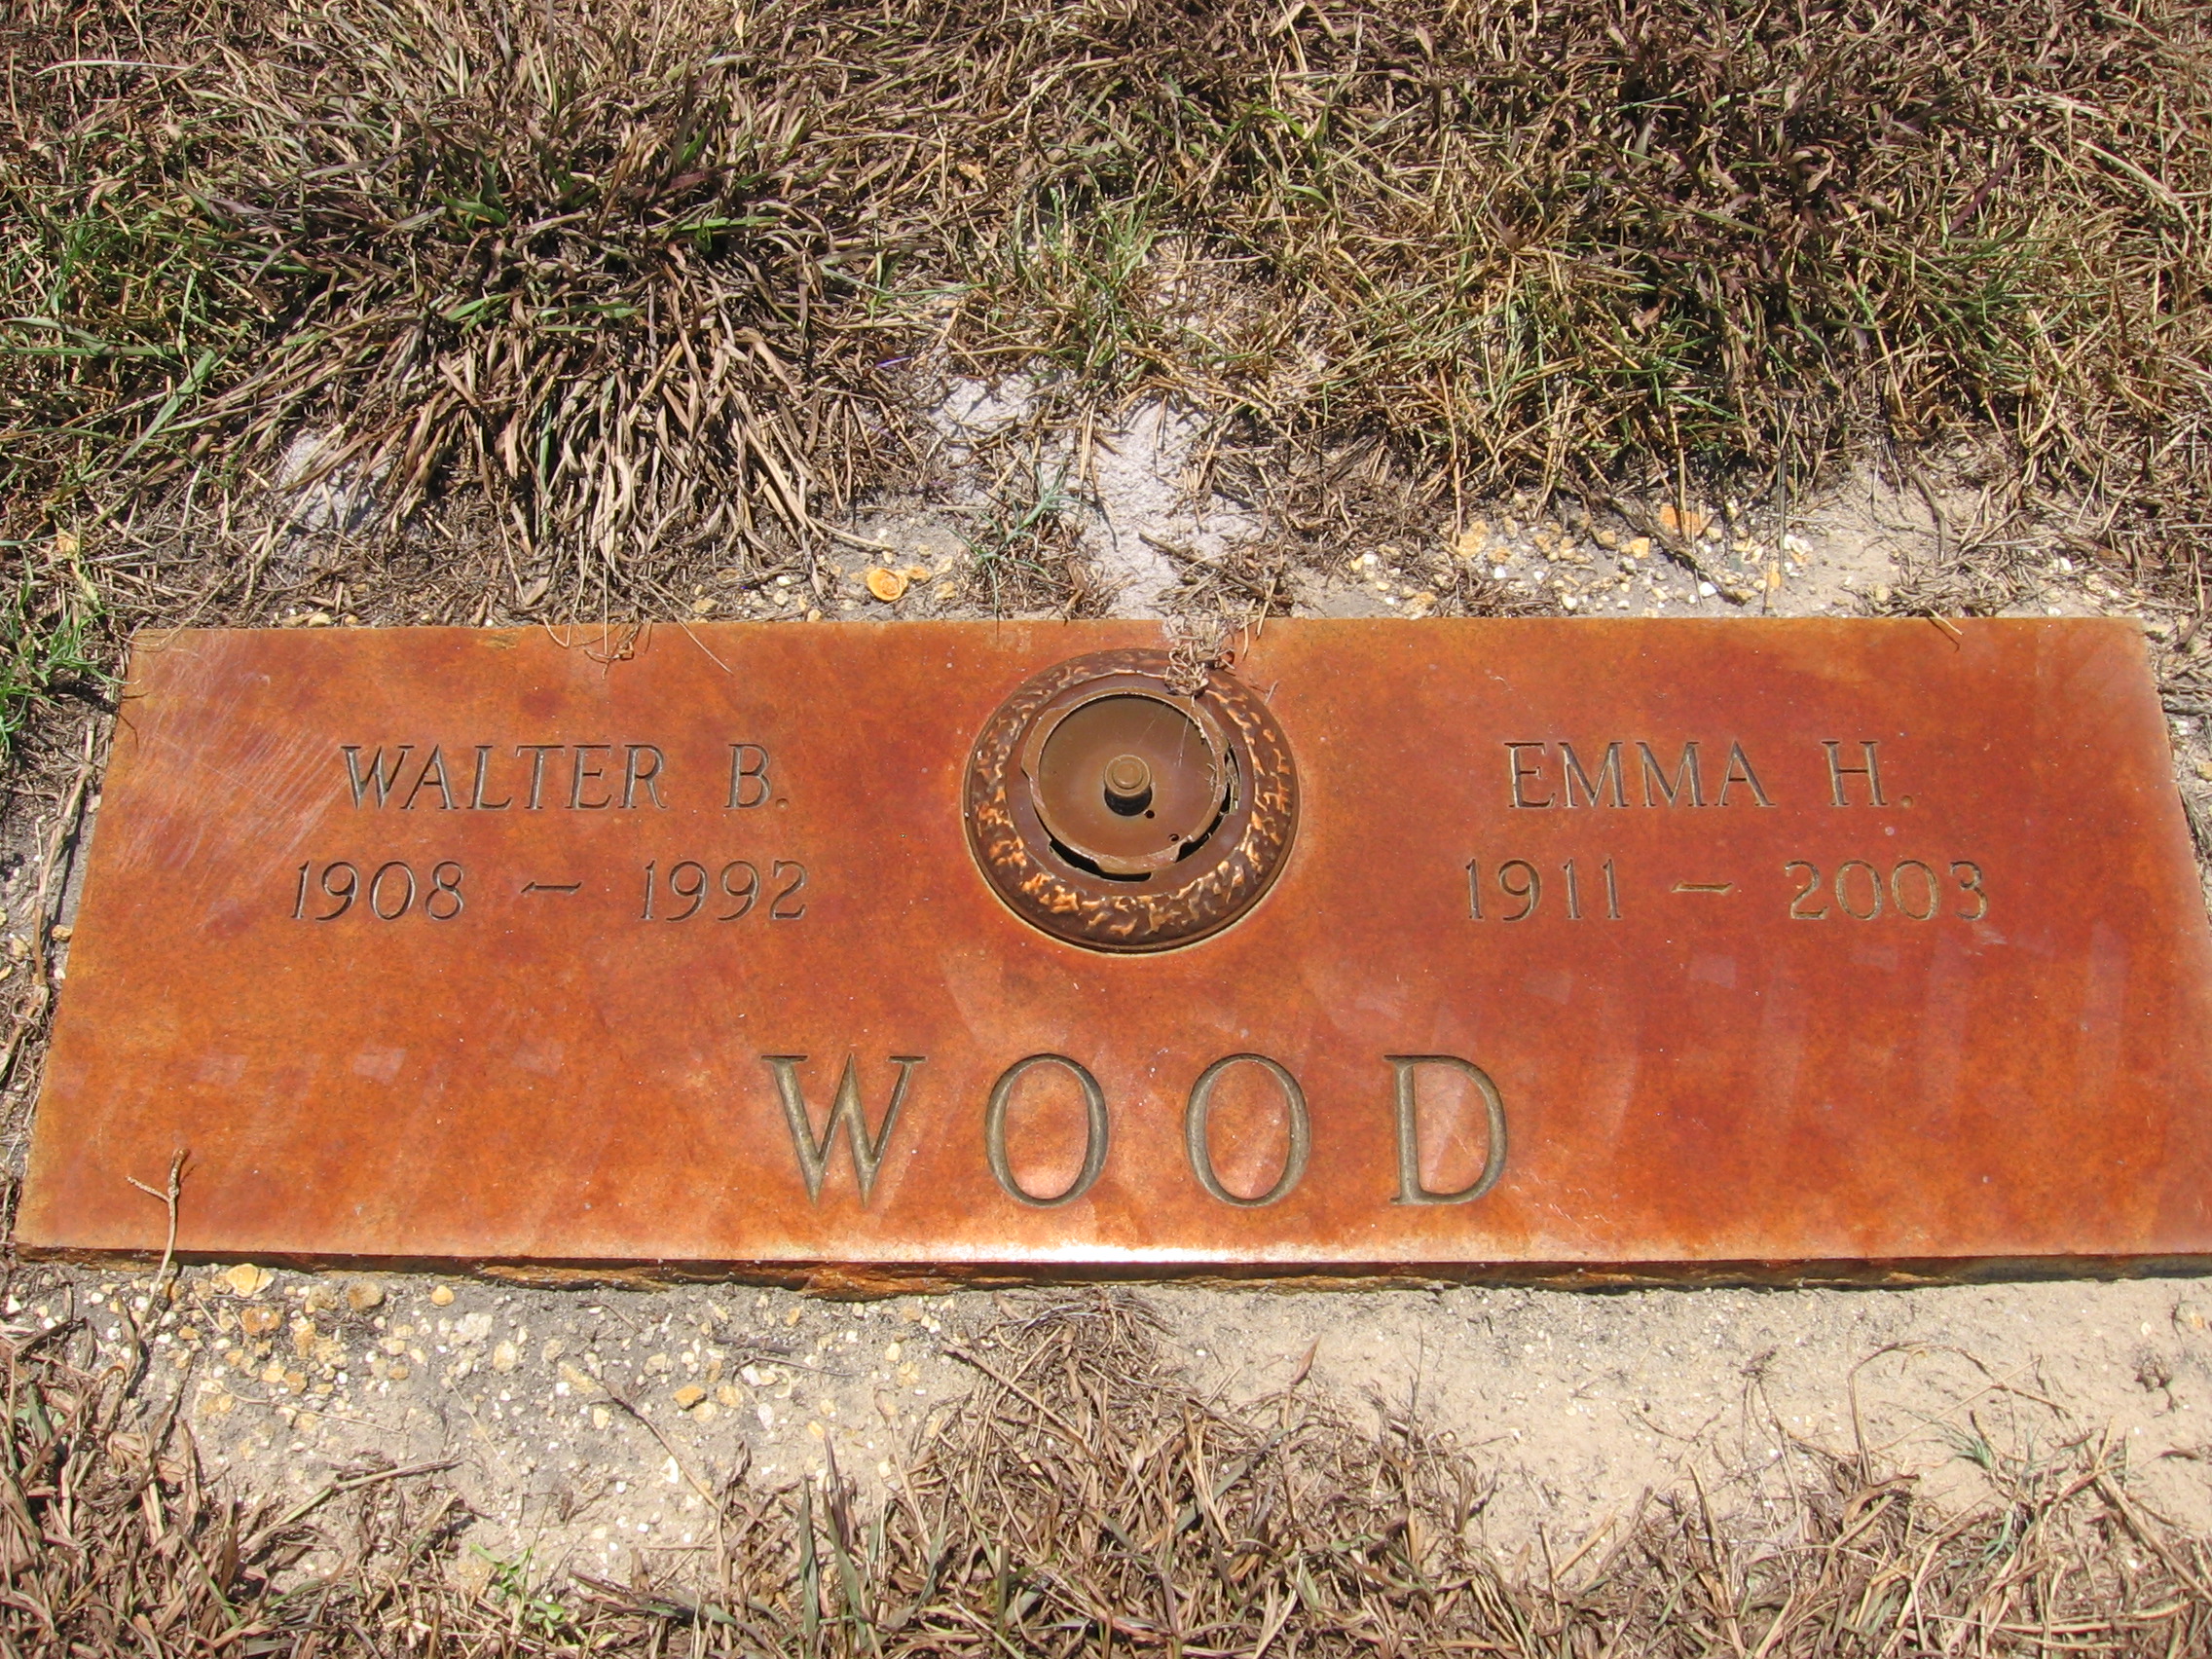 WALTER B.
1908 - 1992
EMMA H.
1911 - 2003
WOOD